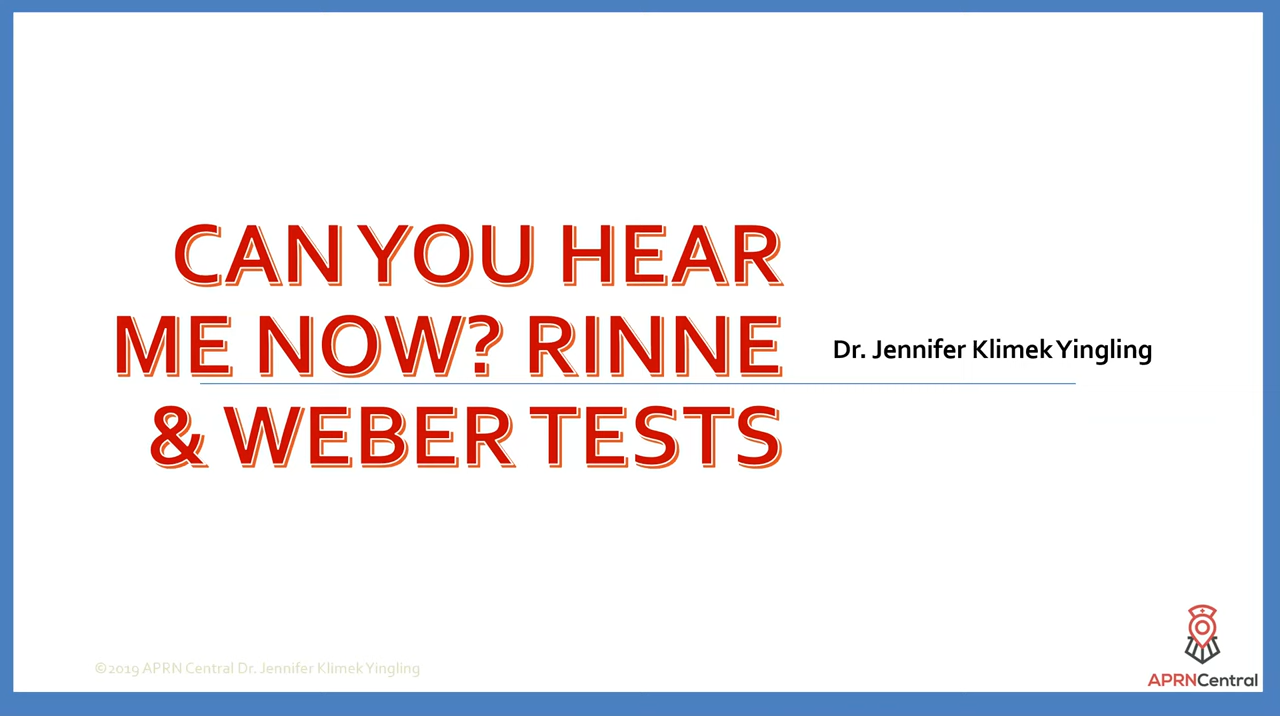 CAN YOU HEAR
ME NOW? RINNE
& WEBER TESTS
Dr. Jennifer Klimek Yingling
©2019 APRN Central Dr. Jennifer Klimek Yingling
APRNCentral